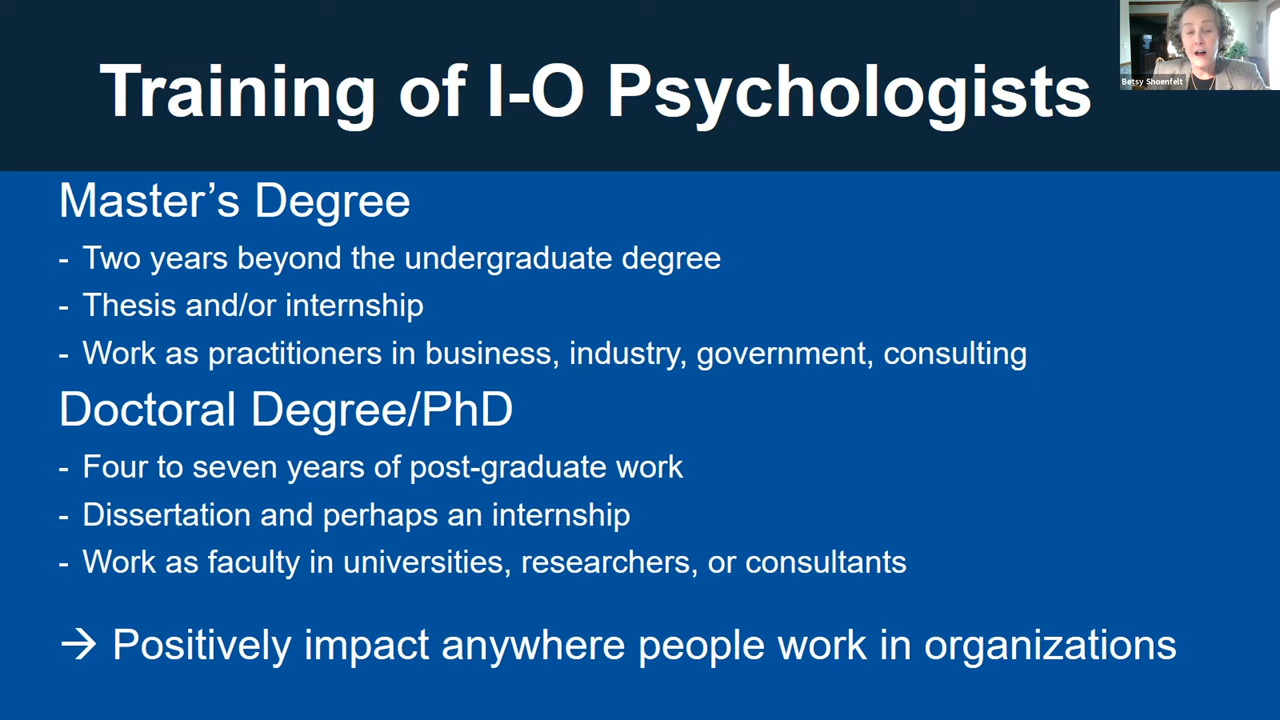 Training of I-O Psychologists
Betsy Shoenfelt
Master’s Degree
- Two years beyond the undergraduate degree
- Thesis and/or internship
- Work as practitioners in business, industry, government, consulting
Doctoral Degree/PhD
- Four to seven years of post-graduate work
- Dissertation and perhaps an internship
- Work as faculty in universities, researchers, or consultants
→ Positively impact anywhere people work in organizations